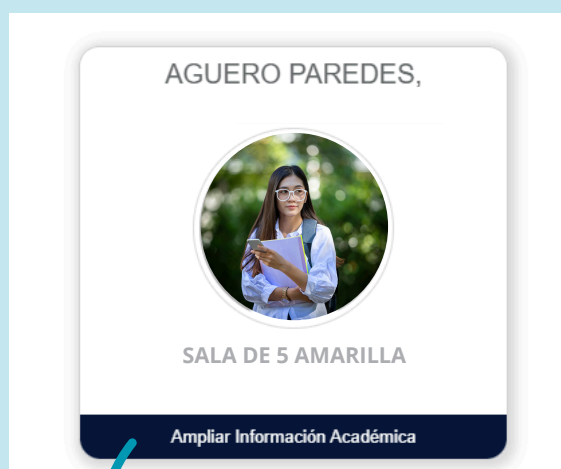 AGUERO PAREDES,
SALA DE 5 AMARILLA
Ampliar Información Académica